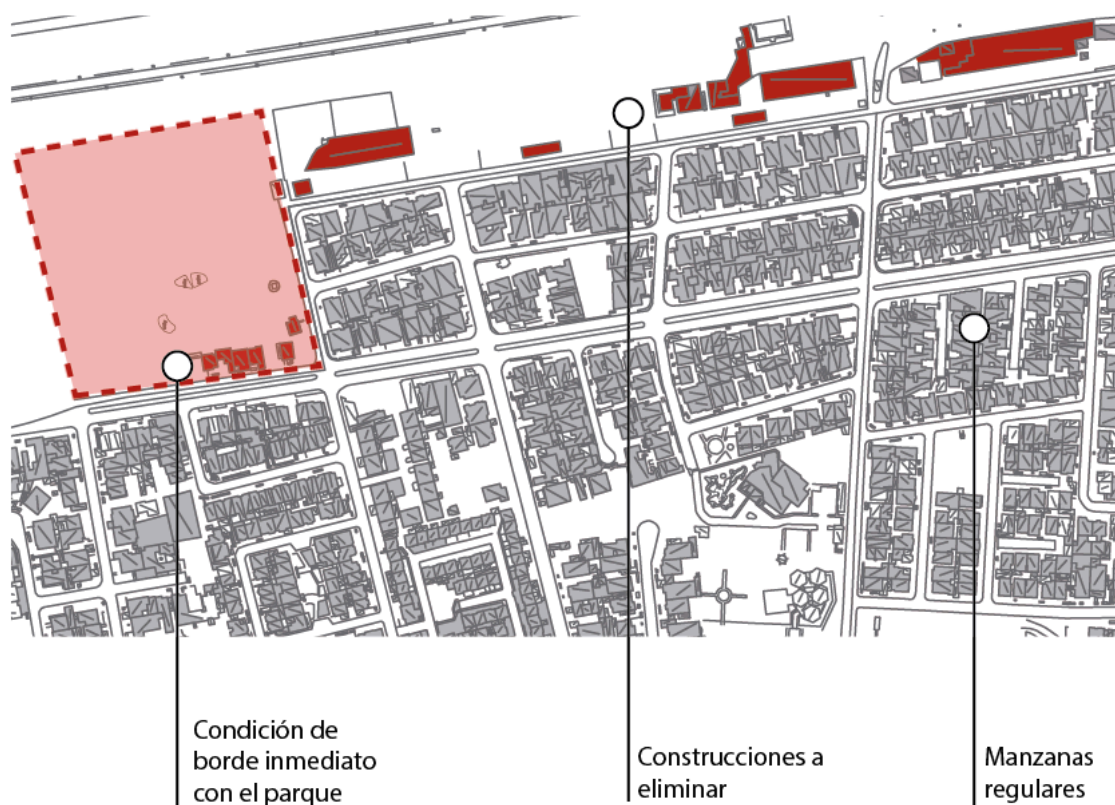 Condición de
borde inmediato
con el parque
Construcciones a
eliminar
Manzanas
regulares